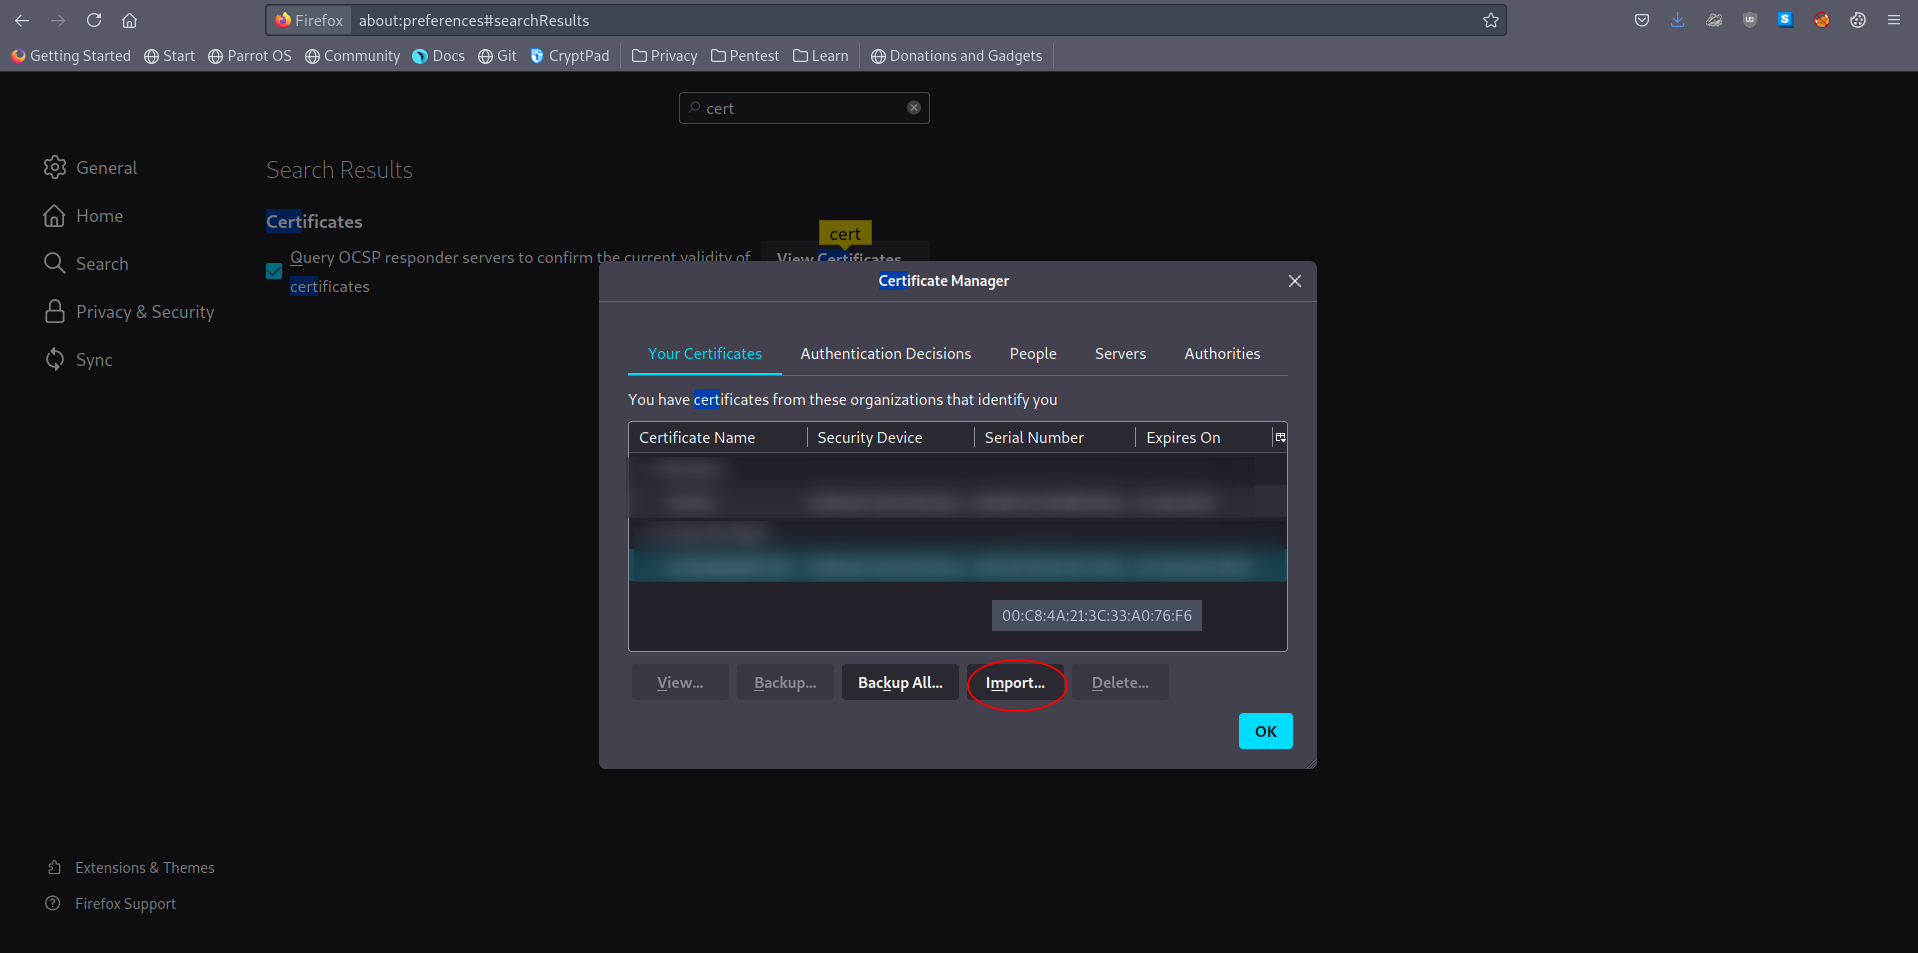 Firefox about:preferences#searchResults
Getting Started Start Parrot OS Community Docs Git CryptPad Privacy Pentest Learn Donations and Gadgets
cert
General
Home
Search
Privacy & Security
Sync
Search Results
Certificates
cert
Query OCSP responder servers to confirm the current validity of
certificates
View Certificates
Certificate Manager
Your Certificates Authentication Decisions People Servers Authorities
You have certificates from these organizations that identify you
Certificate Name Security Device Serial Number Expires On
00:C8:4A:21:3C:33:A0:76:F6
View... Backup... Backup All... Import... Delete...
OK
Extensions & Themes
Firefox Support